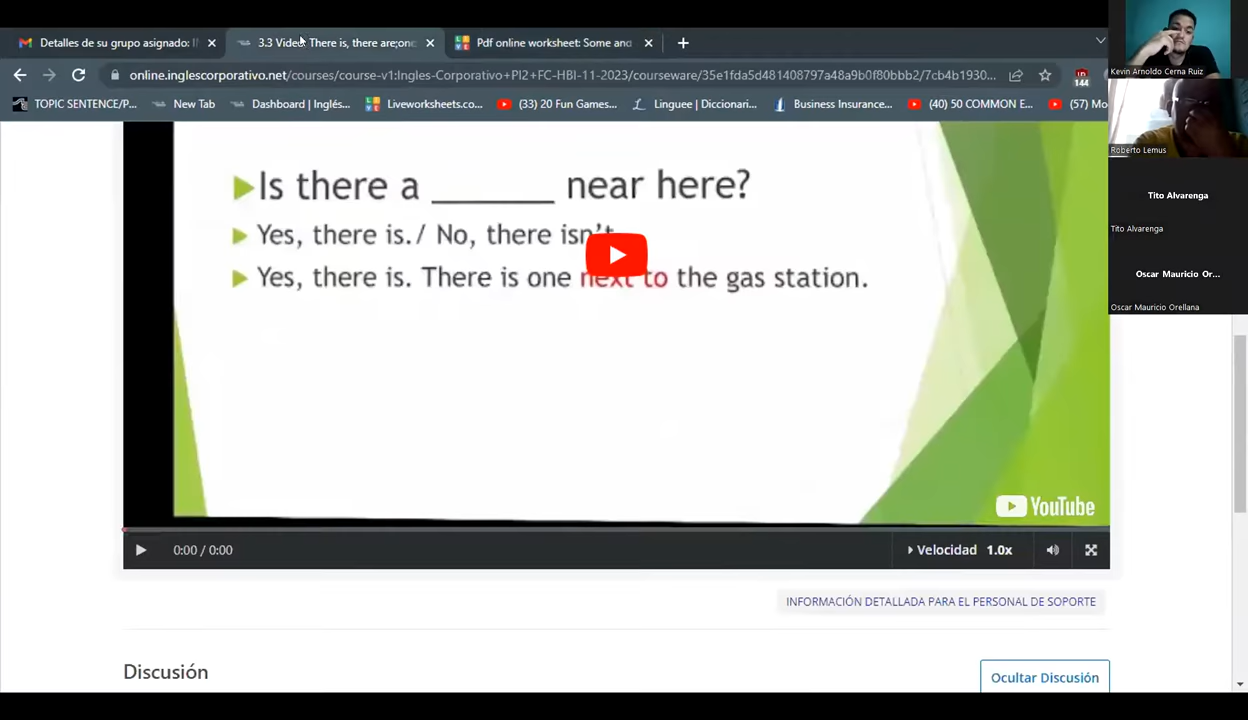 Detalles de su grupo asignado: I
3.3 Video There is, there are;one
Pdf online worksheet: Some and
online.inglescorporativo.net/courses/course-v1:Ingles-Corporativo+PI2+FC-HBI-11-2023/courseware/35e1fda5d481408797a48a9b0f80bbb2/7cb4b1930...
144
TOPIC SENTENCE/P...
New Tab
Dashboard | Inglés...
Liveworksheets.co...
(33) 20 Fun Games...
Linguee | Diccionari...
Business Insurance...
(40) 50 COMMON E...
(57) Mo
Kevin Arnoldo Cerna Ruiz
Roberto Lemus
Tito Alvarenga
Tito Alvarenga
Oscar Mauricio Or...
Oscar Mauricio Orellana
Is there a ______ near here?
Yes, there is./ No, there isn't
Yes, there is. There is one next to the gas station.
YouTube
0:00 / 0:00
Velocidad 1.0x
INFORMACIÓN DETALLADA PARA EL PERSONAL DE SOPORTE
Discusión
Ocultar Discusión